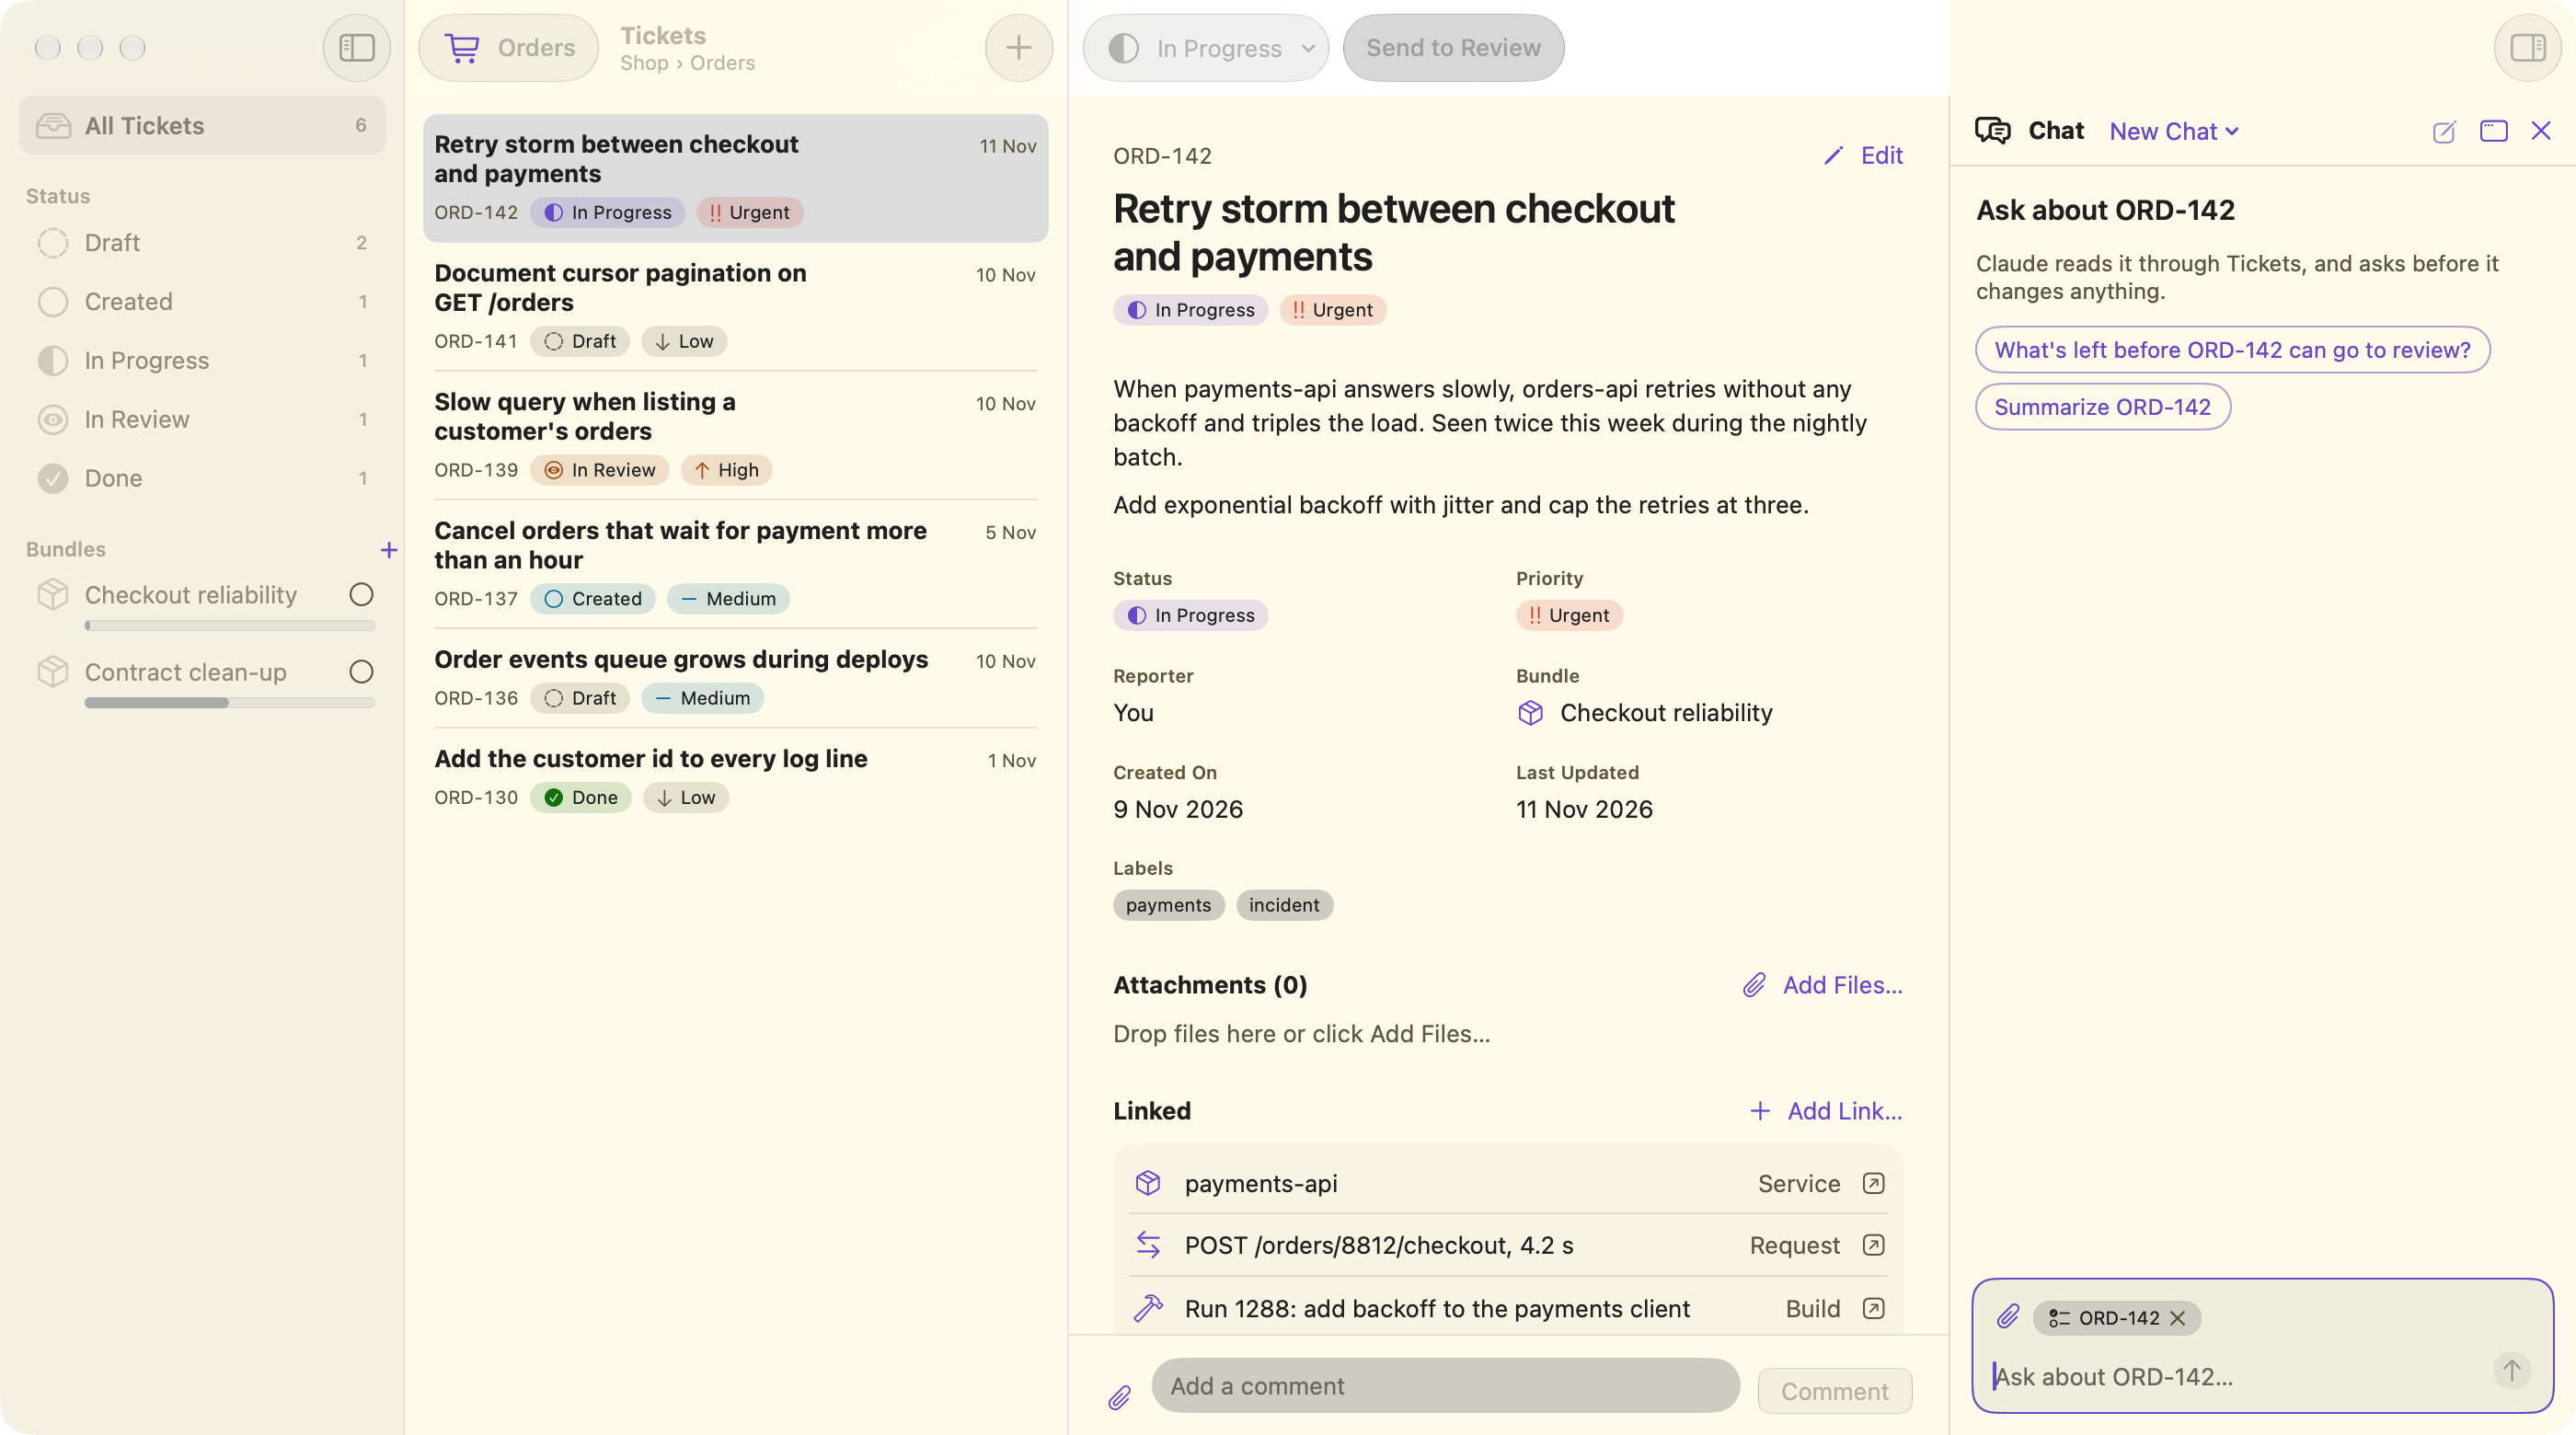 All Tickets 6
Status
Draft 2
Created 1
In Progress 1
In Review 1
Done 1
Bundles
Checkout reliability
Contract clean-up
Orders
Tickets
Shop › Orders
Retry storm between checkout
and payments
11 Nov
ORD-142 In Progress !! Urgent
Document cursor pagination on
GET /orders
10 Nov
ORD-141 Draft Low
Slow query when listing a
customer's orders
10 Nov
ORD-139 In Review High
Cancel orders that wait for payment more
than an hour
5 Nov
ORD-137 Created Medium
Order events queue grows during deploys
10 Nov
ORD-136 Draft Medium
Add the customer id to every log line
1 Nov
ORD-130 Done Low
In Progress
Send to Review
ORD-142
Edit
Retry storm between checkout
and payments
In Progress !! Urgent
When payments-api answers slowly, orders-api retries without any
backoff and triples the load. Seen twice this week during the nightly
batch.
Add exponential backoff with jitter and cap the retries at three.
Status
In Progress
Priority
!! Urgent
Reporter
You
Bundle
Checkout reliability
Created On
9 Nov 2026
Last Updated
11 Nov 2026
Labels
payments incident
Attachments (0)
Add Files...
Drop files here or click Add Files...
Linked
Add Link...
payments-api Service
POST /orders/8812/checkout, 4.2 s Request
Run 1288: add backoff to the payments client Build
Add a comment
Comment
Chat New Chat
Ask about ORD-142
Claude reads it through Tickets, and asks before it
changes anything.
What's left before ORD-142 can go to review?
Summarize ORD-142
ORD-142
Ask about ORD-142...